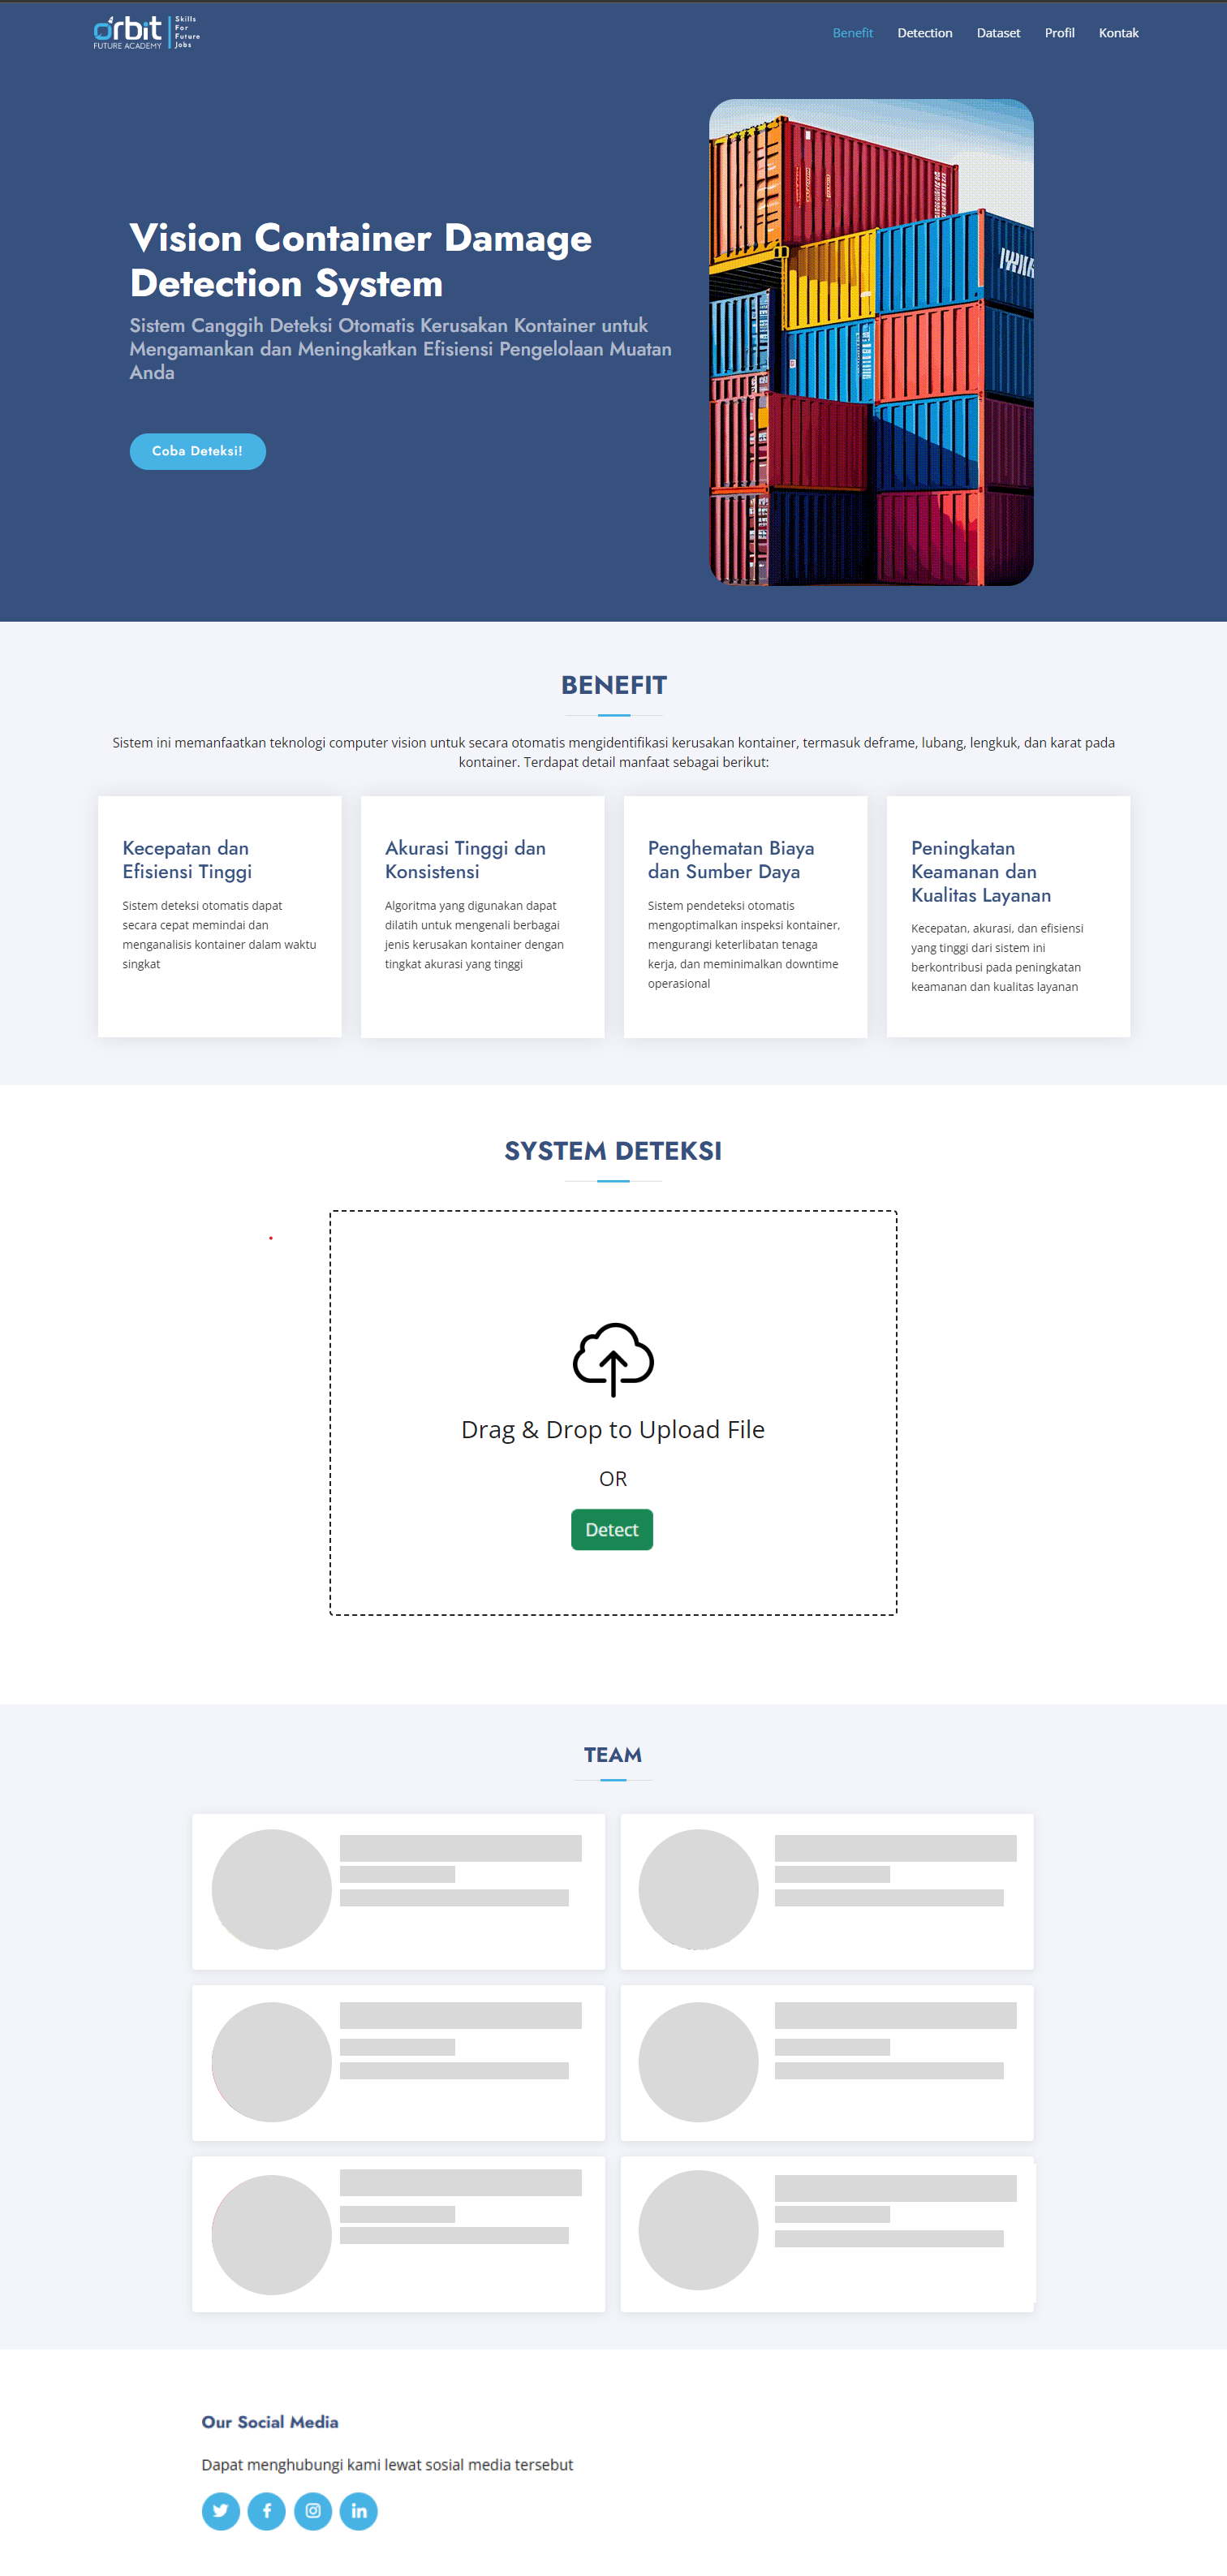 orbit
FUTURE ACADEMY
Skills
For
Future
Jobs
Benefit Detection Dataset Profil Kontak
Vision Container Damage
Detection System
Sistem Canggih Deteksi Otomatis Kerusakan Kontainer untuk
Mengamankan dan Meningkatkan Efisiensi Pengelolaan Muatan
Anda
Coba Deteksi!
BENEFIT
Sistem ini memanfaatkan teknologi computer vision untuk secara otomatis mengidentifikasi kerusakan kontainer, termasuk deframe, lubang, lengkuk, dan karat pada
kontainer. Terdapat detail manfaat sebagai berikut:
Kecepatan dan
Efisiensi Tinggi
Sistem deteksi otomatis dapat
secara cepat memindai dan
menganalisis kontainer dalam waktu
singkat
Akurasi Tinggi dan
Konsistensi
Algoritma yang digunakan dapat
dilatih untuk mengenali berbagai
jenis kerusakan kontainer dengan
tingkat akurasi yang tinggi
Penghematan Biaya
dan Sumber Daya
Sistem pendeteksi otomatis
mengoptimalkan inspeksi kontainer,
mengurangi keterlibatan tenaga
kerja, dan meminimalkan downtime
operasional
Peningkatan
Keamanan dan
Kualitas Layanan
Kecepatan, akurasi, dan efisiensi
yang tinggi dari sistem ini
berkontribusi pada peningkatan
keamanan dan kualitas layanan
SYSTEM DETEKSI
Drag & Drop to Upload File
OR
Detect
TEAM
Our Social Media
Dapat menghubungi kami lewat sosial media tersebut